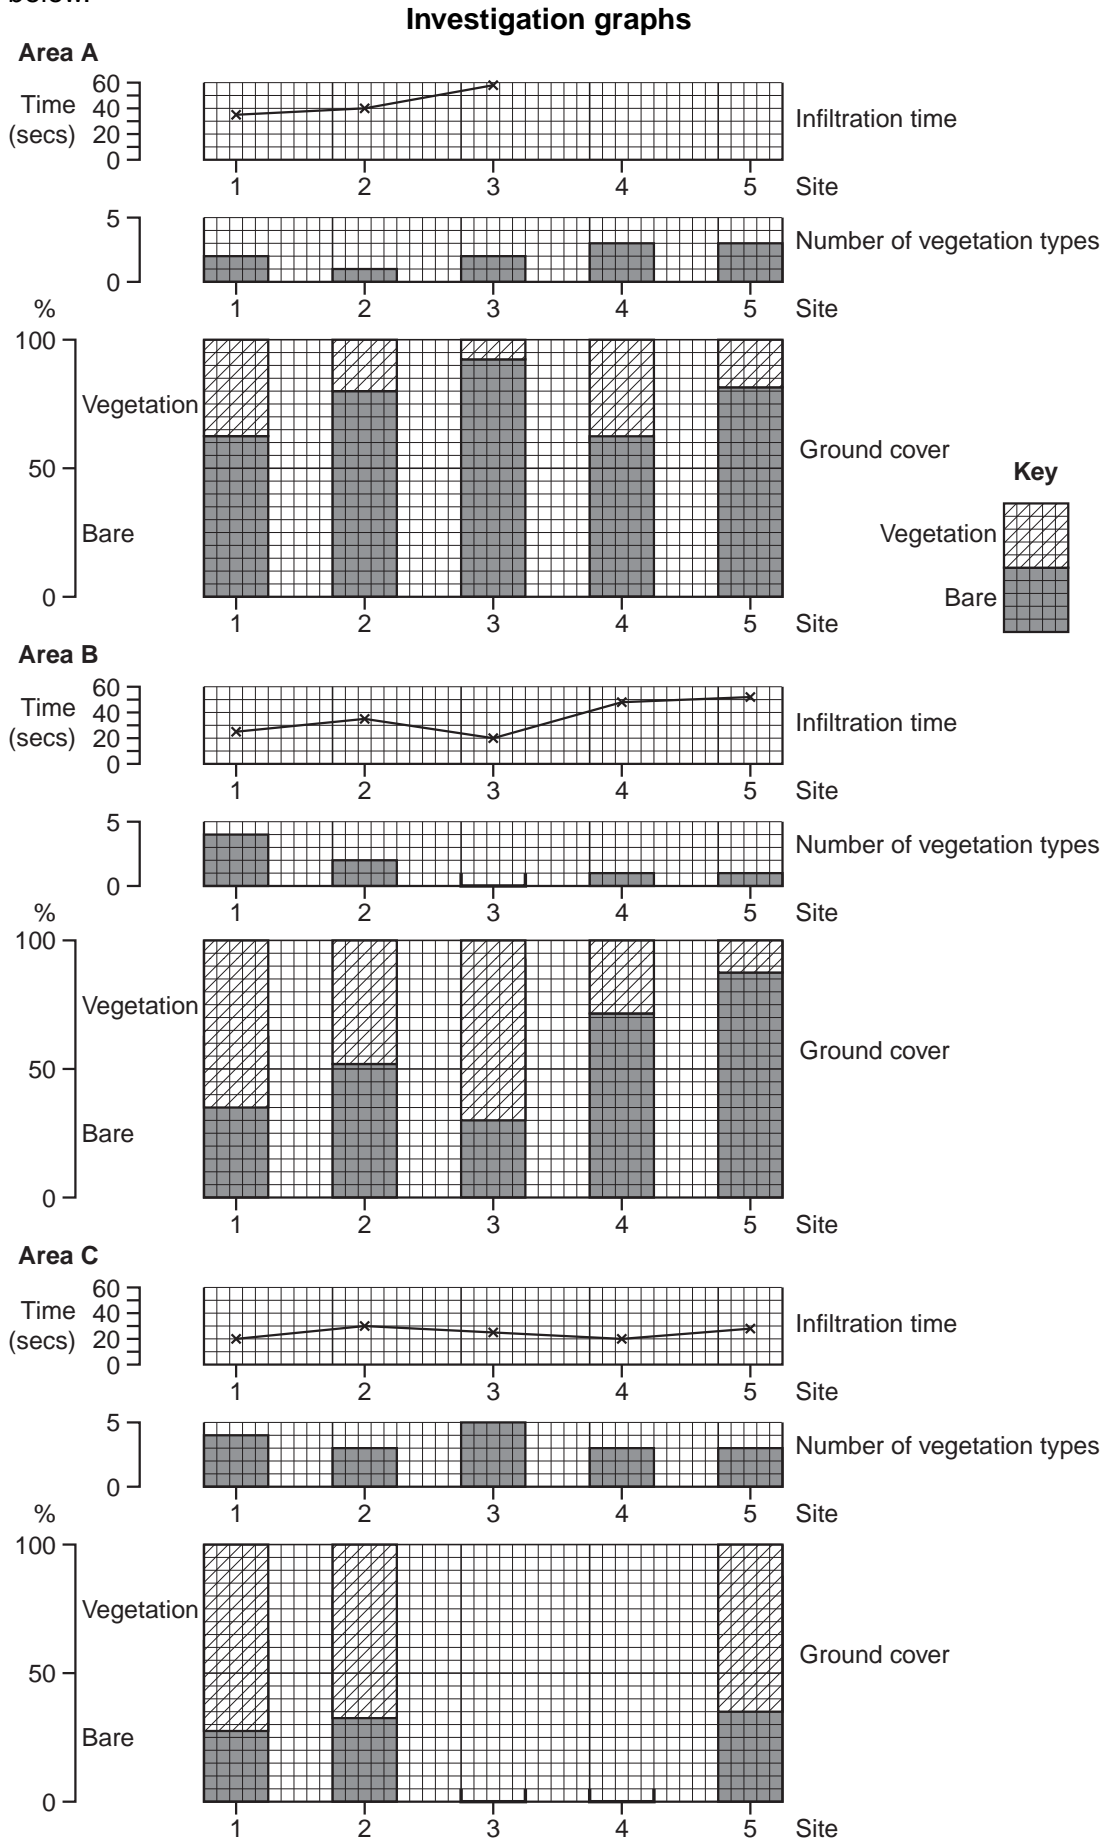 Investigation graphs
Area A
Time
(secs)
60
40
20
0
1 2 3 4 5 Site
Infiltration time
5
0
1 2 3 4 5 Site
Number of vegetation types
%
100
Vegetation
50
Bare
0
1 2 3 4 5 Site
Ground cover
Key
Vegetation
Bare
Area B
Time
(secs)
60
40
20
0
1 2 3 4 5 Site
Infiltration time
5
0
1 2 3 4 5 Site
Number of vegetation types
%
100
Vegetation
50
Bare
0
1 2 3 4 5 Site
Ground cover
Area C
Time
(secs)
60
40
20
0
1 2 3 4 5 Site
Infiltration time
5
0
1 2 3 4 5 Site
Number of vegetation types
%
100
Vegetation
50
Bare
0
1 2 3 4 5 Site
Ground cover